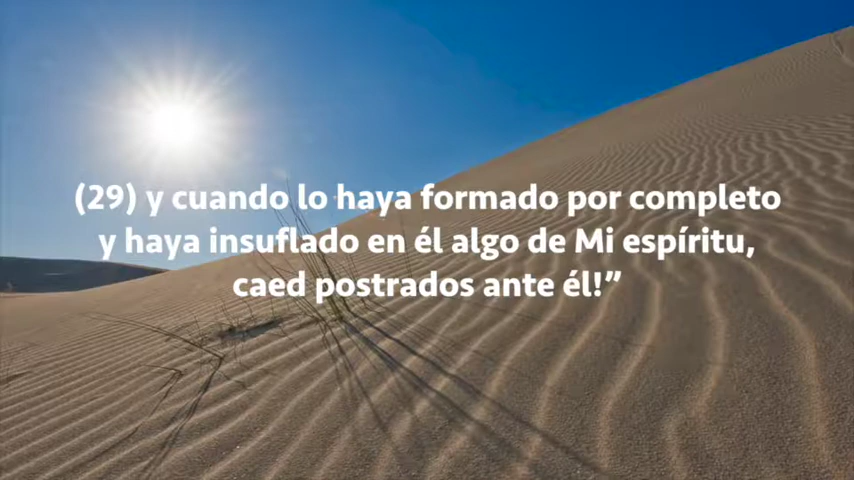 (29) y cuando lo haya formado por completo
y haya insuflado en él algo de Mi espíritu,
caed postrados ante él!”